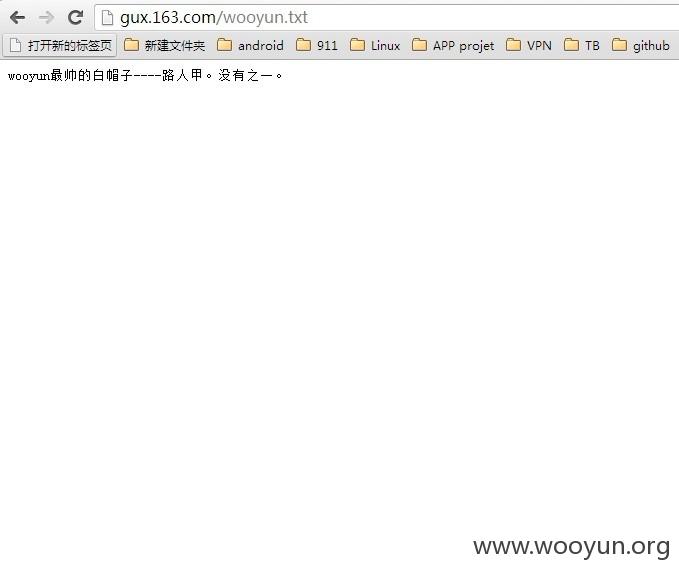 gux.163.com/wooyun.txt
打开新的标签页 新建文件夹 android 911 Linux APP projet VPN TB github
wooyun最帅的白帽子----路人甲。没有之一。
www.wooyun.org